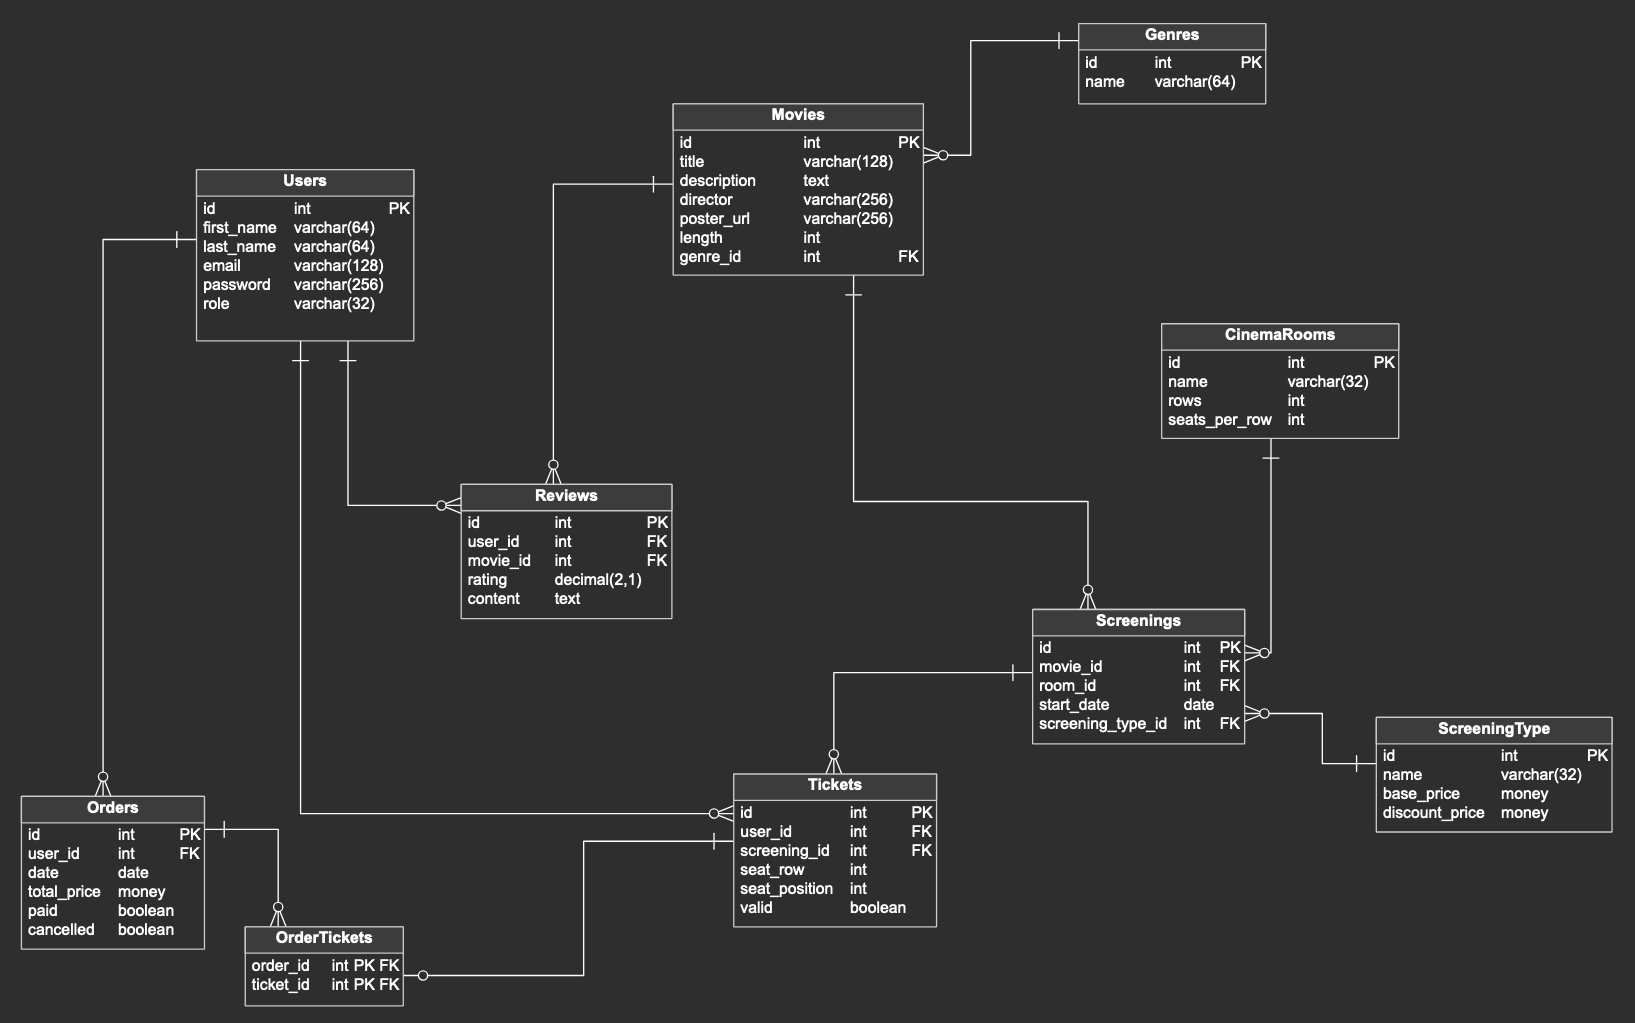 Genres
id int PK
name varchar(64)
Movies
id int PK
title varchar(128)
description text
director varchar(256)
poster_url varchar(256)
length int
genre_id int FK
Users
id int PK
first_name varchar(64)
last_name varchar(64)
email varchar(128)
password varchar(256)
role varchar(32)
CinemaRooms
id int PK
name varchar(32)
rows int
seats_per_row int
Reviews
id int PK
user_id int FK
movie_id int FK
rating decimal(2,1)
content text
Screenings
id int PK
movie_id int FK
room_id int FK
start_date date
screening_type_id int FK
ScreeningType
id int PK
name varchar(32)
base_price money
discount_price money
Tickets
id int PK
user_id int FK
screening_id int FK
seat_row int
seat_position int
valid boolean
Orders
id int PK
user_id int FK
date date
total_price money
paid boolean
cancelled boolean
OrderTickets
order_id int PK FK
ticket_id int PK FK